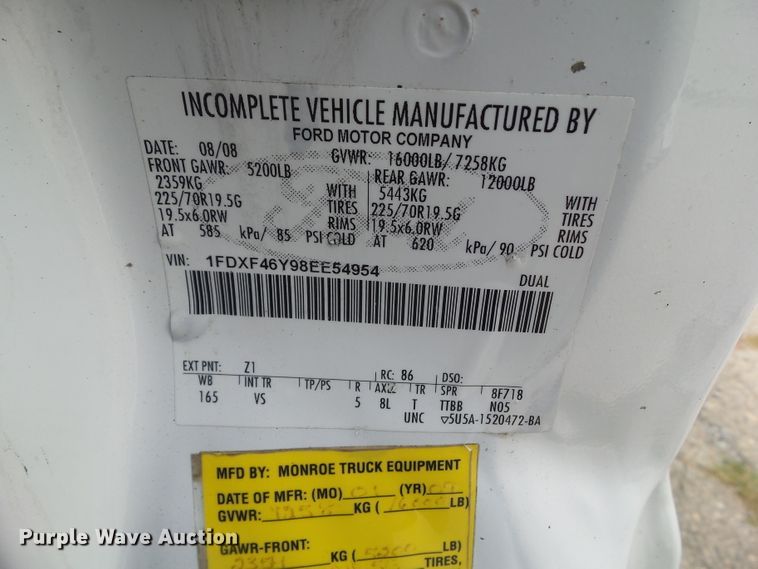 INCOMPLETE VEHICLE MANUFACTURED BY
FORD MOTOR COMPANY
DATE: 08/08 GVWR: 16000LB/ 7258KG
FRONT GAWR: 5200LB REAR GAWR: 12000LB
2359KG WITH 5443KG WITH
225/70R19.5G TIRES 225/70R19.5G TIRES
19.5x6.0RW RIMS 19.5x6.0RW RIMS
AT 585 kPa/ 85 PSI COLD AT 620 kPa/ 90 PSI COLD
VIN: 1FDXF46Y98EE54954
DUAL
EXT PNT: Z1 RC: 86 DSO:
WB INT TR TP/PS R AXLE TR SPR 8F718
165 VS 5 8L T TTBB N05
UNC ▽5U5A-1520472-BA
MFD BY: MONROE TRUCK EQUIPMENT
DATE OF MFR: (MO) (YR)
GVWR: KG ( 16000 LB)
GAWR-FRONT:
KG ( 5200 LB)
TIRES,
Purple Wave Auction